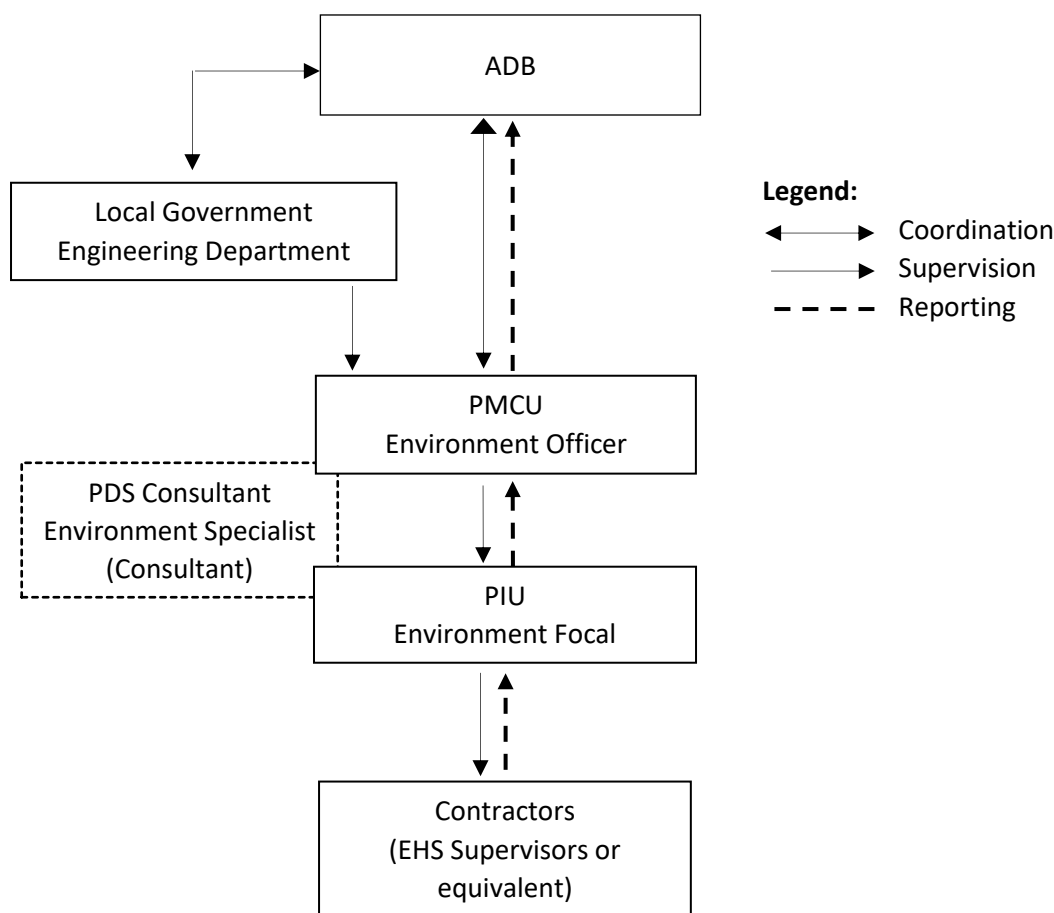 ADB
Local Government
Engineering Department
Legend:
Coordination
Supervision
Reporting
PMCU
Environment Officer
PDS Consultant
Environment Specialist
(Consultant)
PIU
Environment Focal
Contractors
(EHS Supervisors or
equivalent)